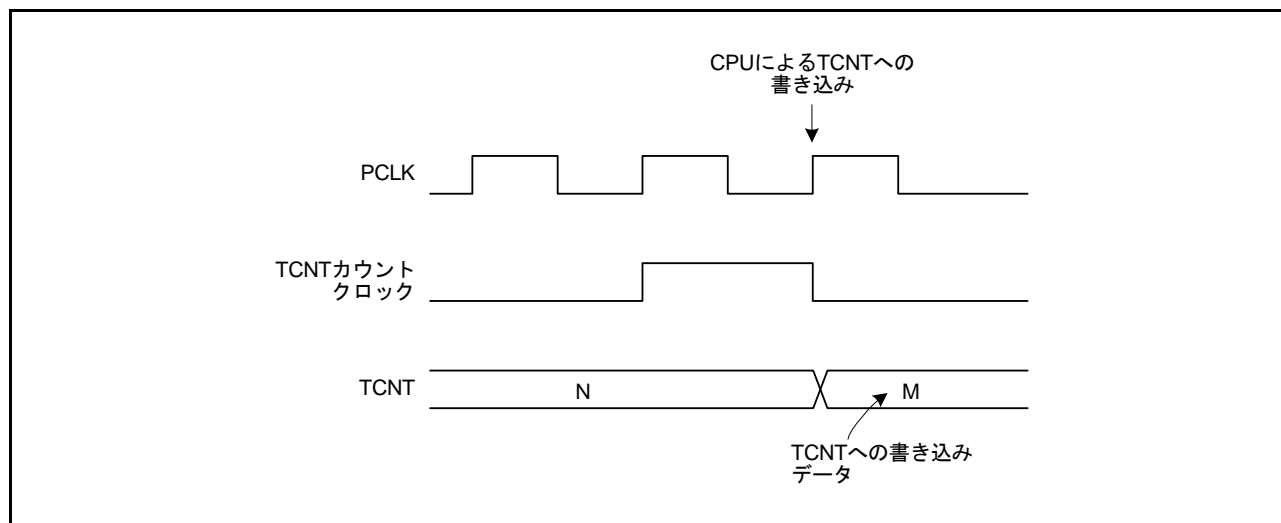 CPUによるTCNTへの
書き込み
PCLK
TCNTカウント
クロック
TCNT
N
M
TCNTへの書き込み
データ